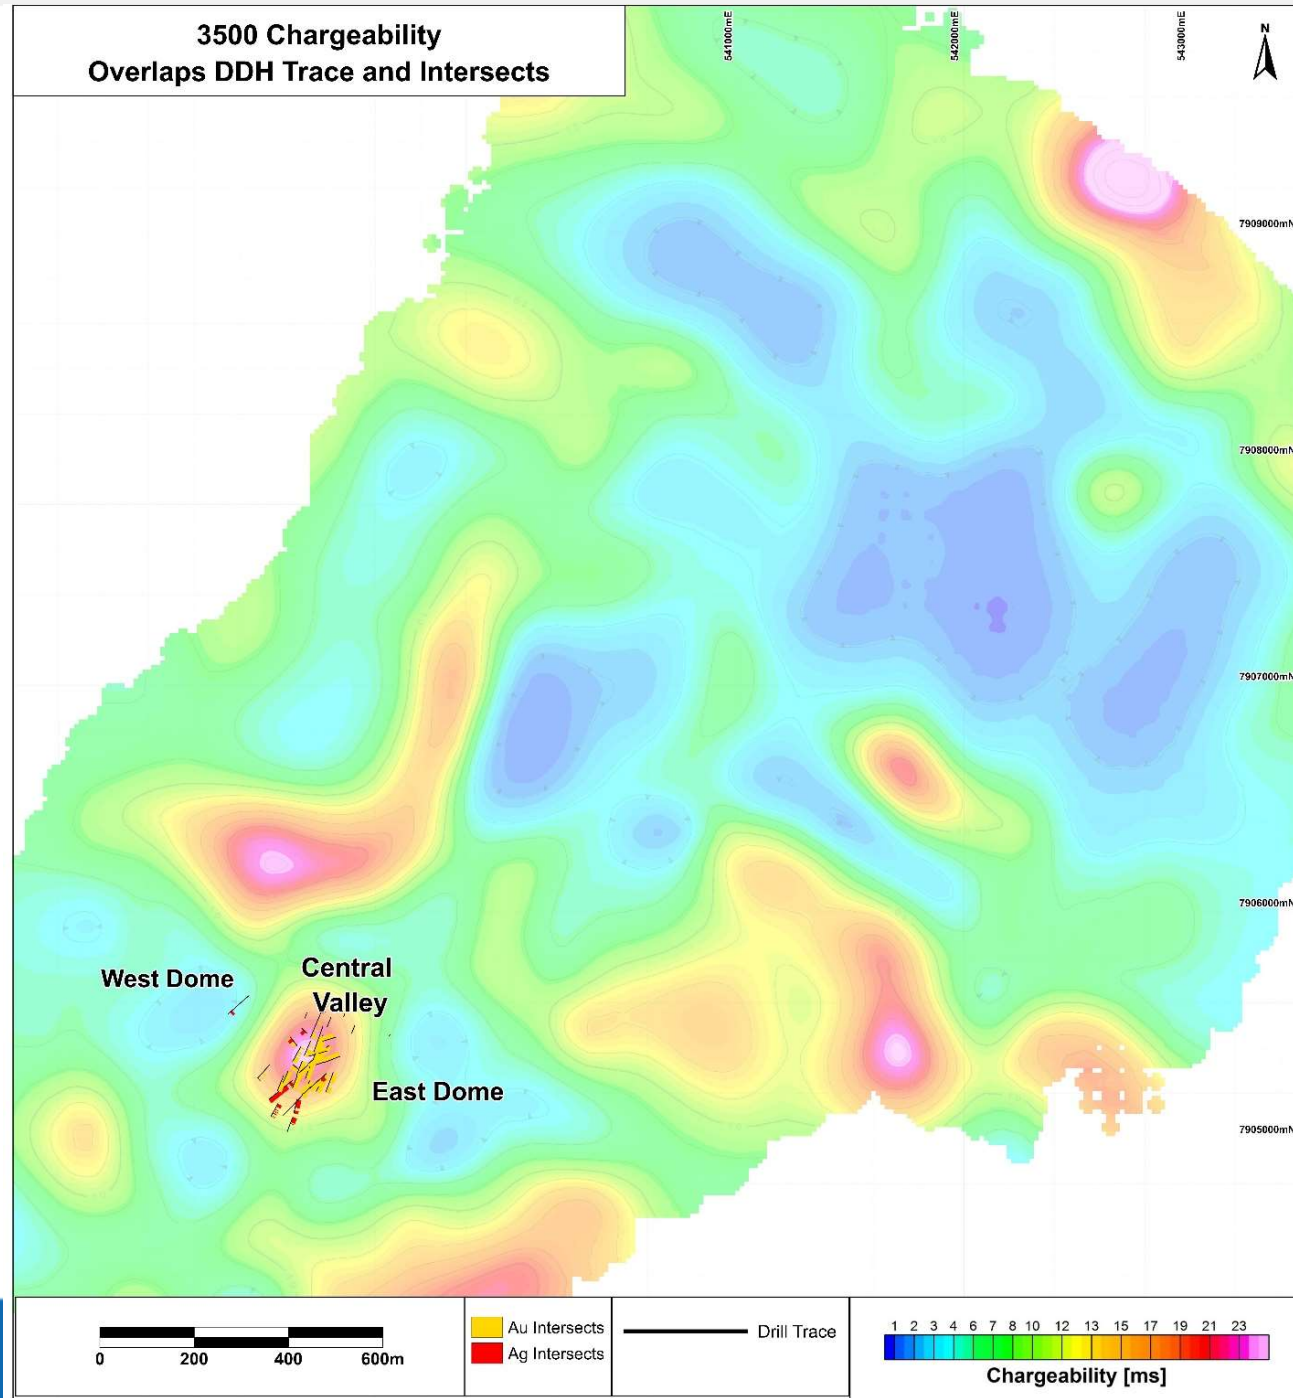 3500 Chargeability
Overlaps DDH Trace and Intersects
541000mE
542000mE
543000mE
N
7909000mN
7908000mN
7907000mN
7906000mN
7905000mN
West Dome
Central
Valley
East Dome
0 200 400 600m
Au Intersects
Ag Intersects
Drill Trace
1 2 3 4 6 7 8 10 12 13 15 17 19 21 23
Chargeability [ms]